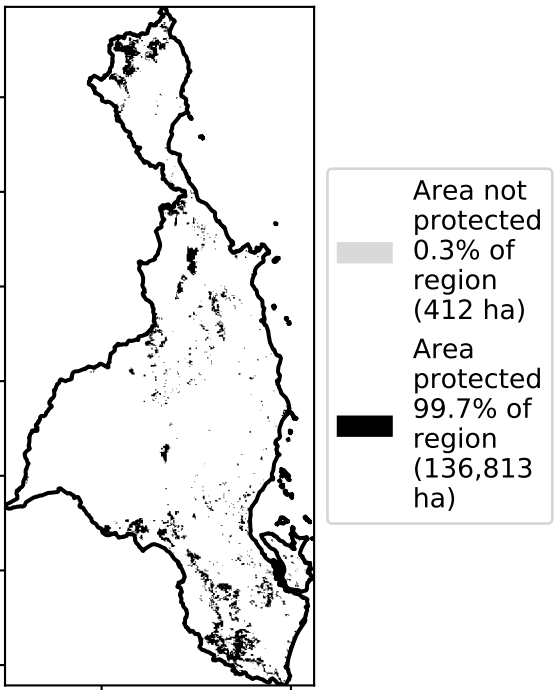 Area not
protected
0.3% of
region
(412 ha)
Area
protected
99.7% of
region
(136,813
ha)